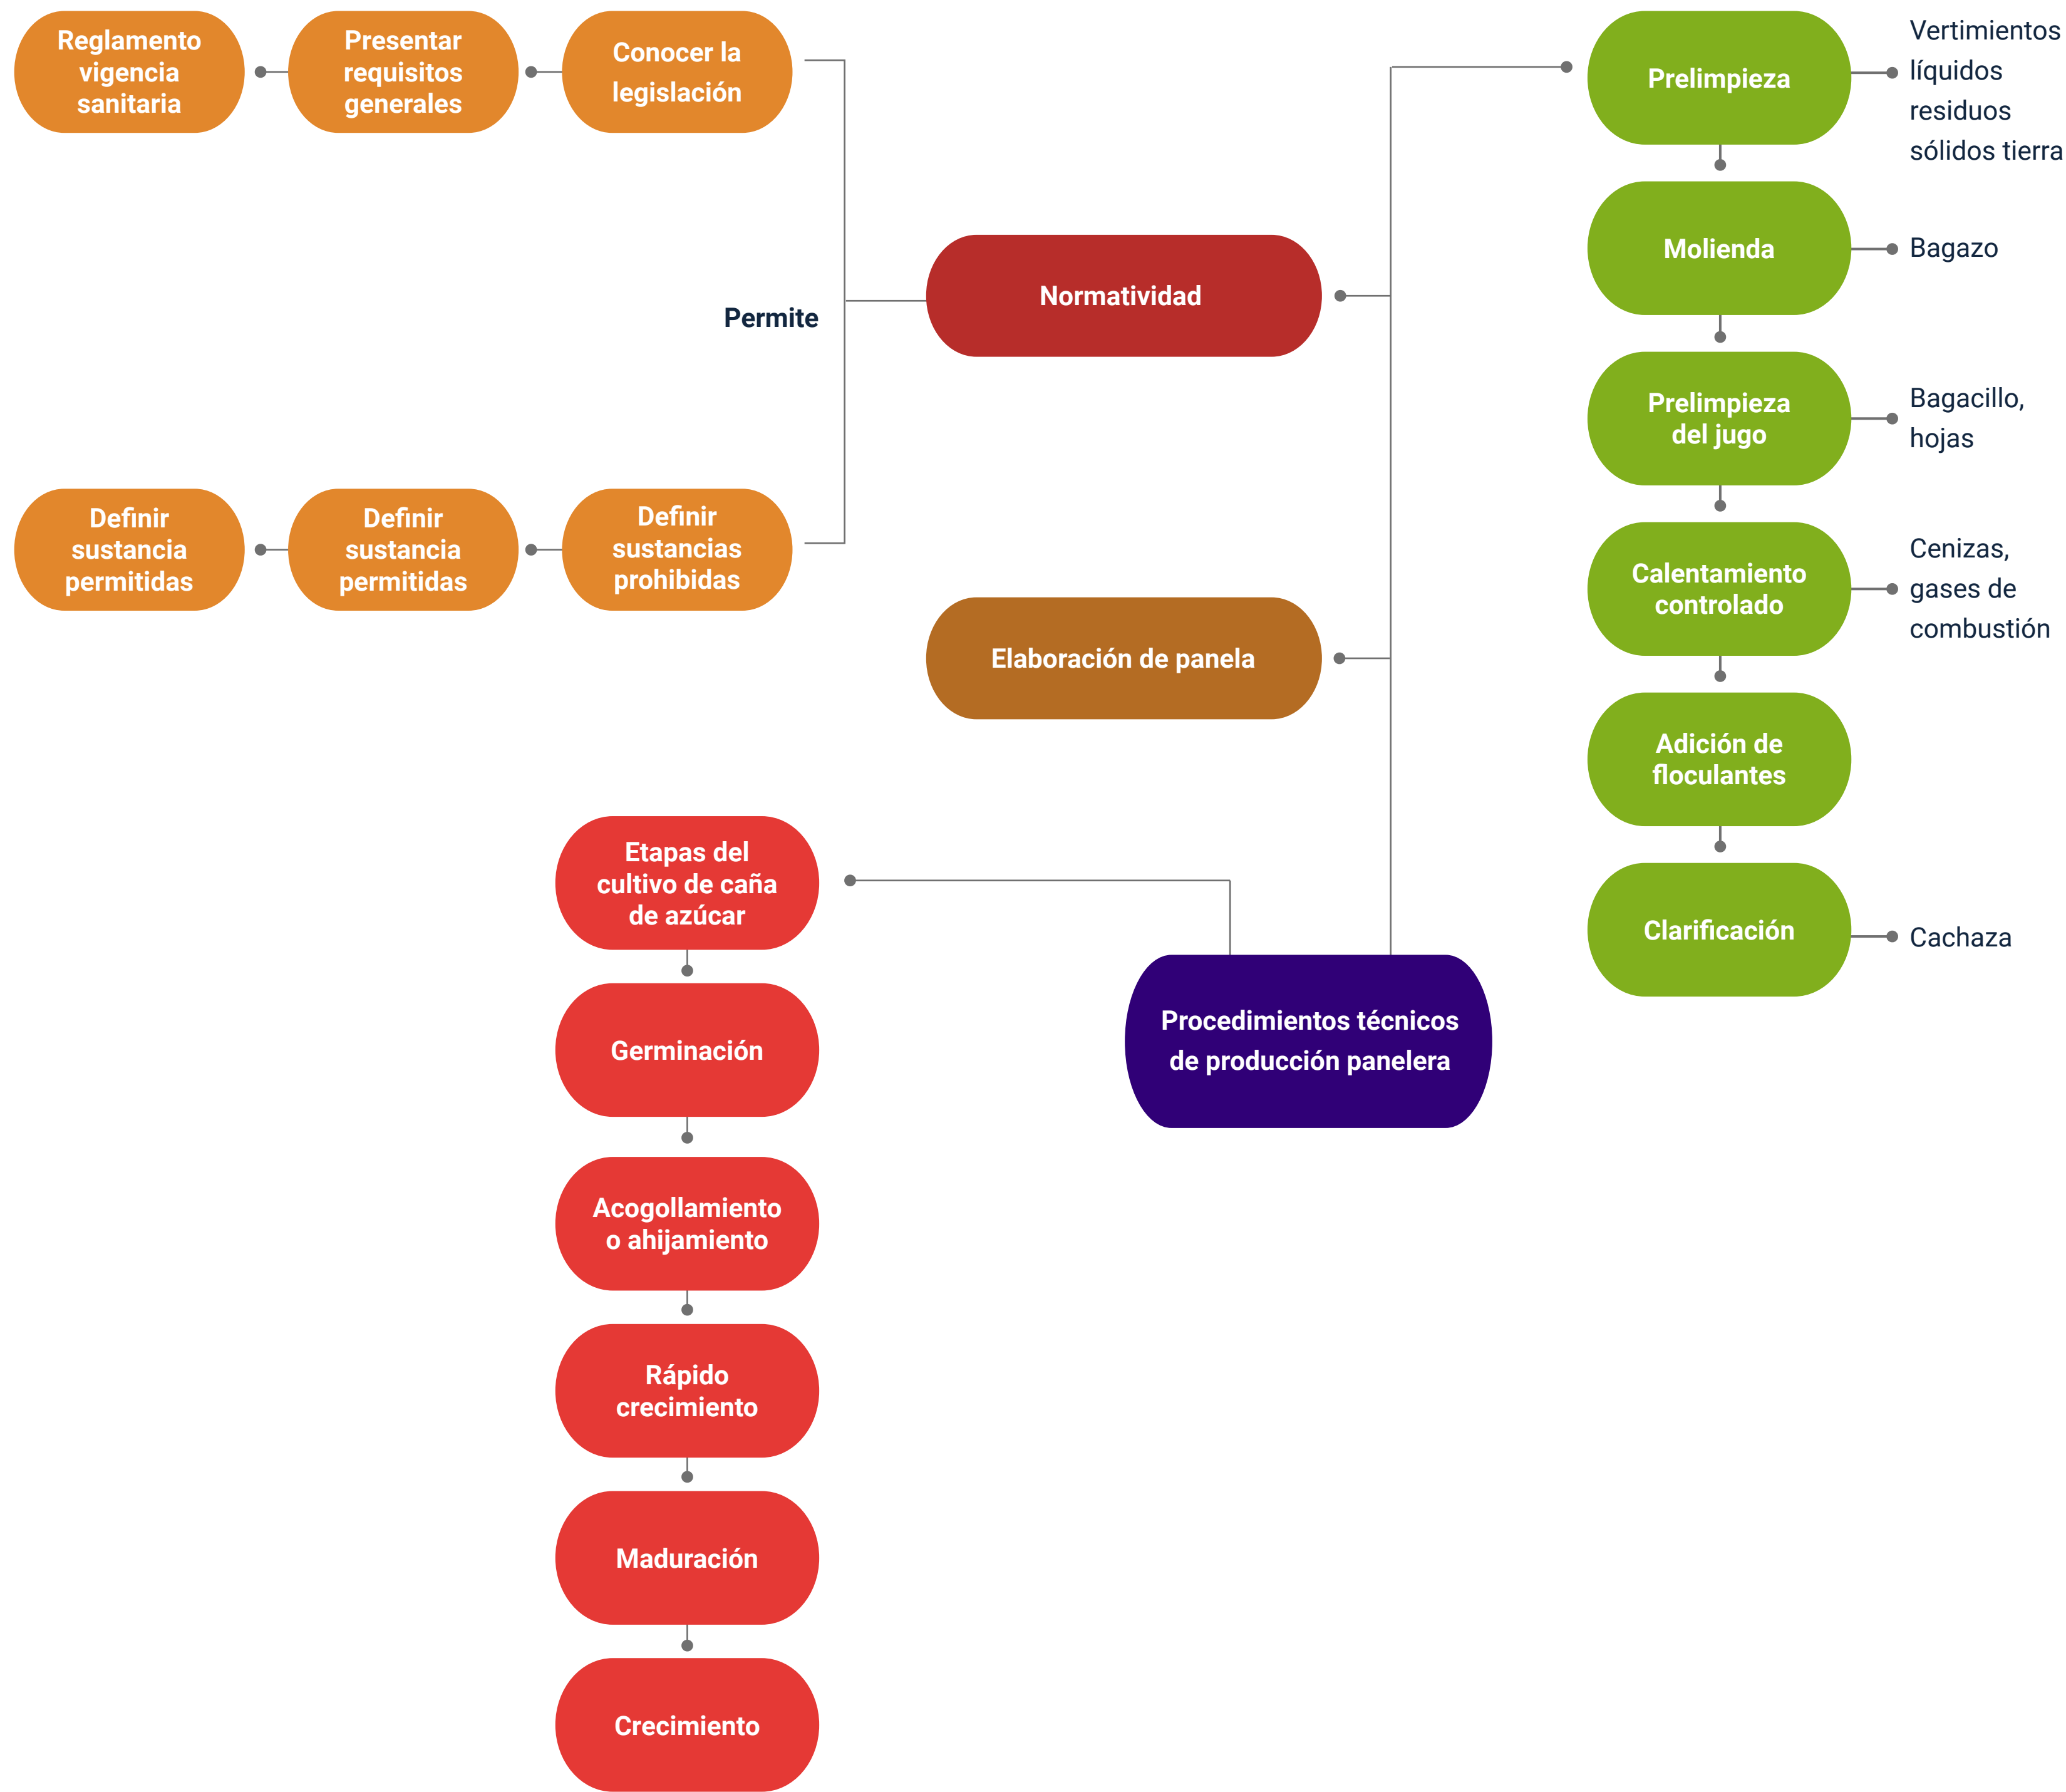 Reglamento
vigencia
sanitaria
Presentar
requisitos
generales
Conocer la
legislación
Permite
Normatividad
Definir
sustancia
permitidas
Definir
sustancia
permitidas
Definir
sustancias
prohibidas
Elaboración de panela
Etapas del
cultivo de caña
de azúcar
Germinación
Acogollamiento
o ahijamiento
Rápido
crecimiento
Maduración
Crecimiento
Procedimientos técnicos
de producción panelera
Prelimpieza
Vertimientos
líquidos
residuos
sólidos tierra
Molienda
Bagazo
Prelimpieza
del jugo
Bagacillo,
hojas
Calentamiento
controlado
Cenizas,
gases de
combustión
Adición de
floculantes
Clarificación
Cachaza